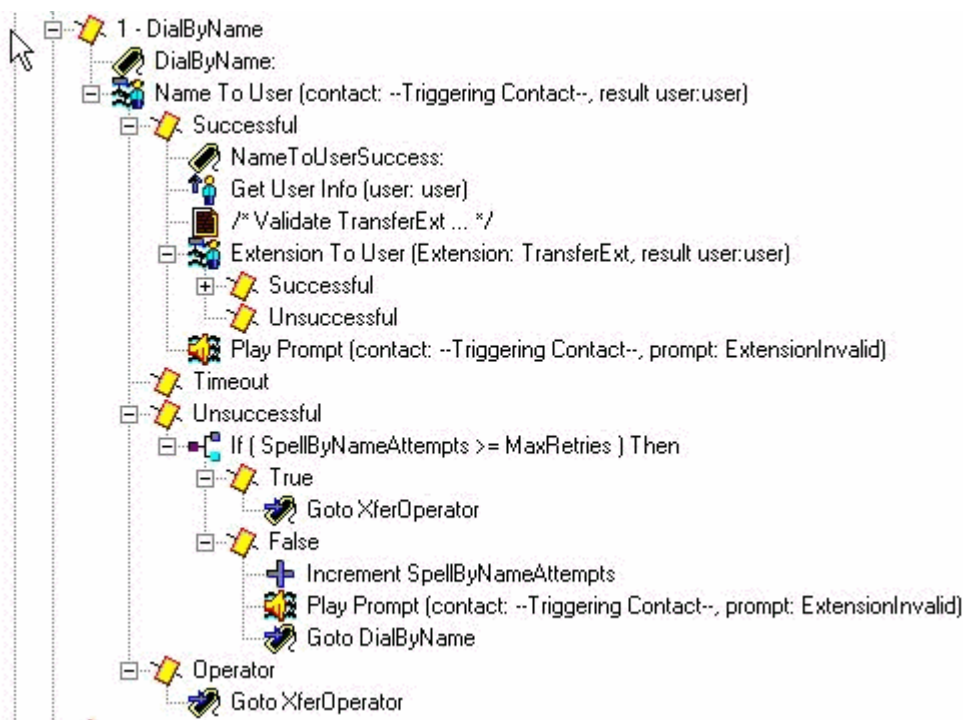 1 - DialByName
DialByName:
Name To User (contact: --Triggering Contact--, result user:user)
Successful
NameToUserSuccess:
Get User Info (user: user)
/* Validate TransferExt ... */
Extension To User (Extension: TransferExt, result user:user)
Successful
Unsuccessful
Play Prompt (contact: --Triggering Contact--, prompt: ExtensionInvalid)
Timeout
Unsuccessful
If ( SpellByNameAttempts >= MaxRetries ) Then
True
Goto XferOperator
False
Increment SpellByNameAttempts
Play Prompt (contact: --Triggering Contact--, prompt: ExtensionInvalid)
Goto DialByName
Operator
Goto XferOperator